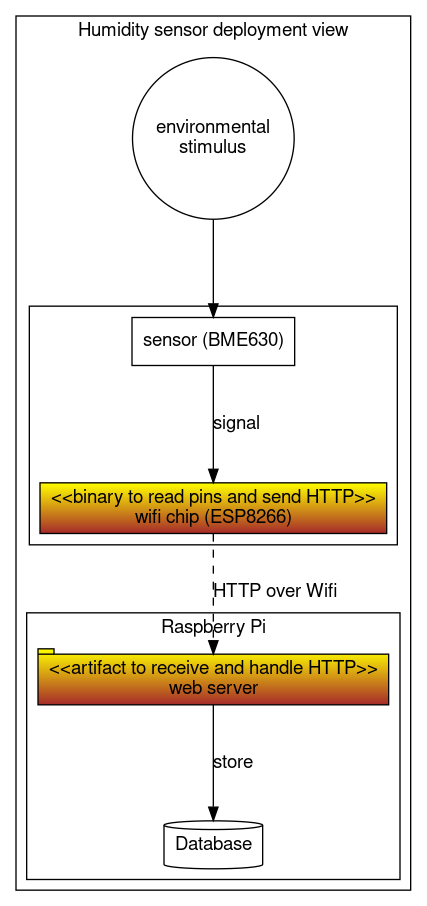 Humidity sensor deployment view
environmental
stimulus
sensor (BME630)
signal
<<binary to read pins and send HTTP>>
wifi chip (ESP8266)
HTTP over Wifi
Raspberry Pi
<<artifact to receive and handle HTTP>>
web server
store
Database